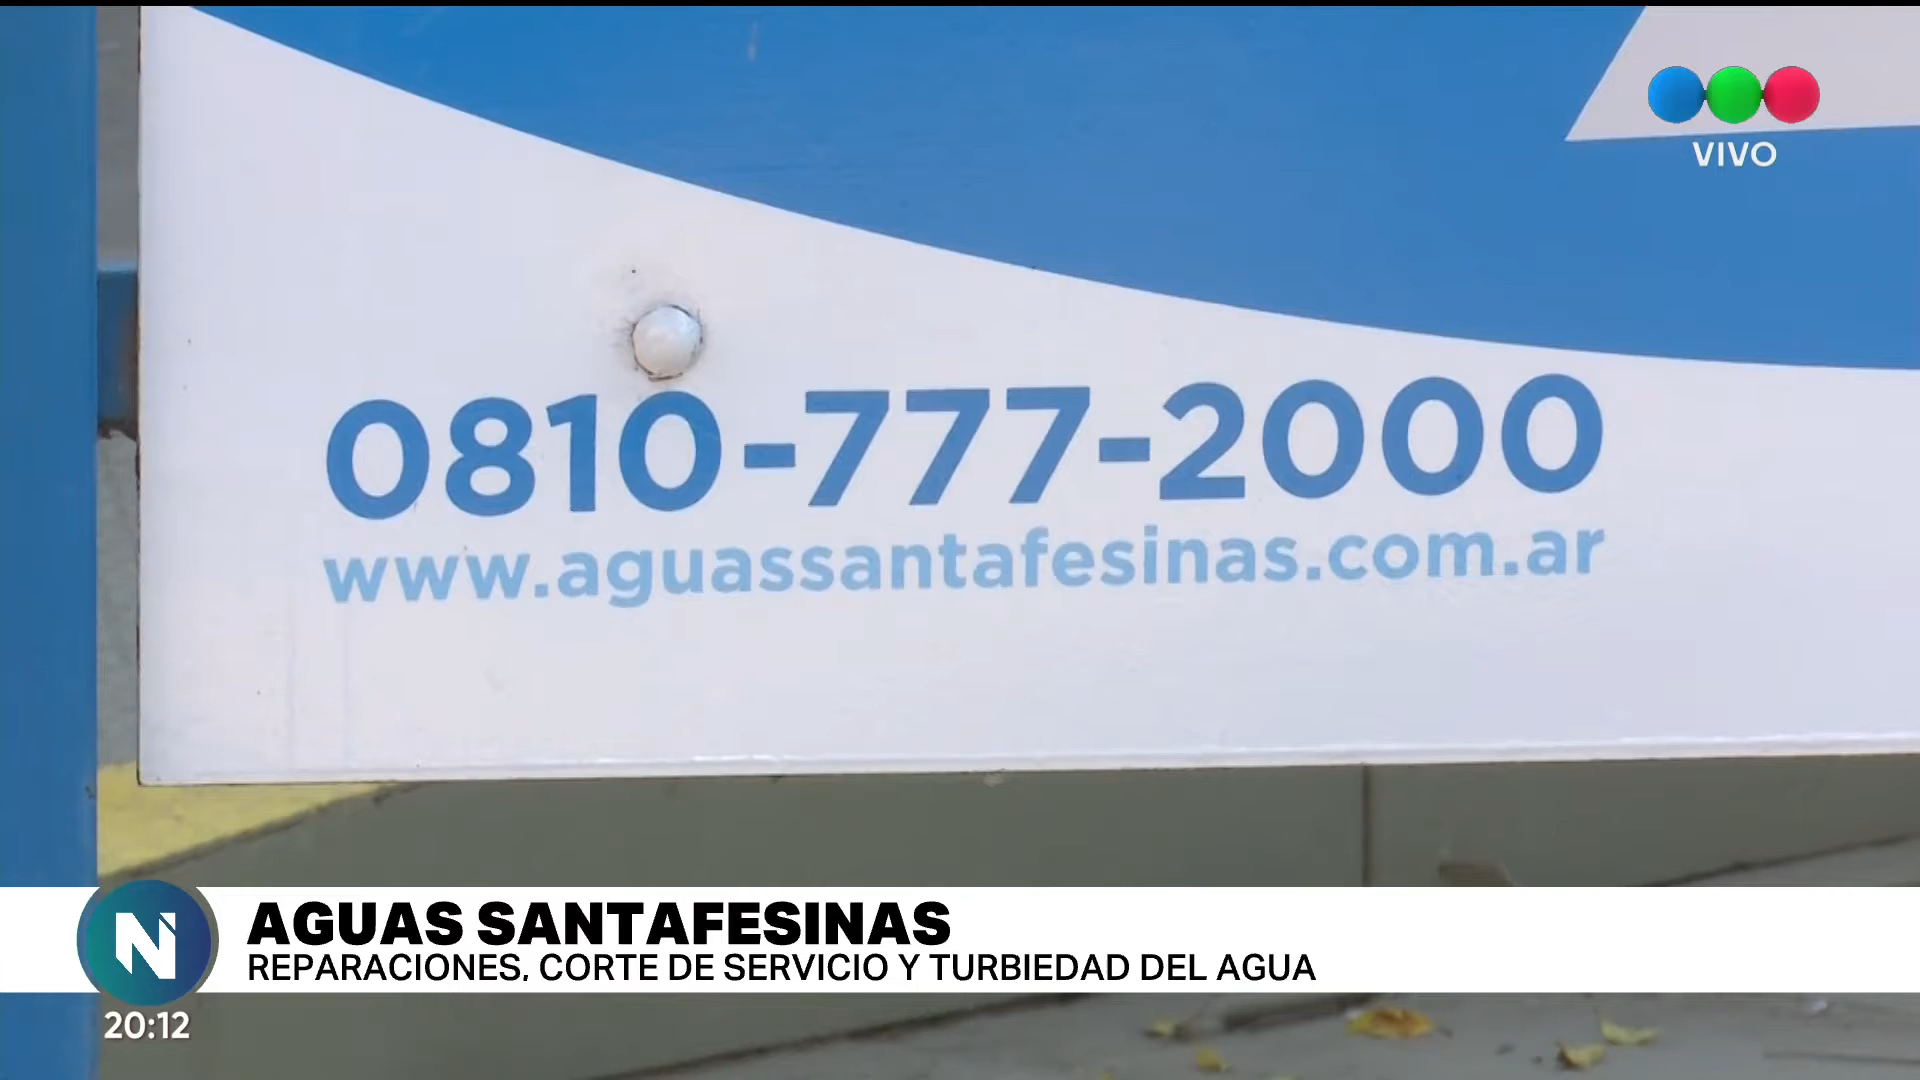 VIVO
0810-777-2000
www.aguassantafesinas.com.ar
N
AGUAS SANTAFESINAS
REPARACIONES, CORTE DE SERVICIO Y TURBIEDAD DEL AGUA
20:12